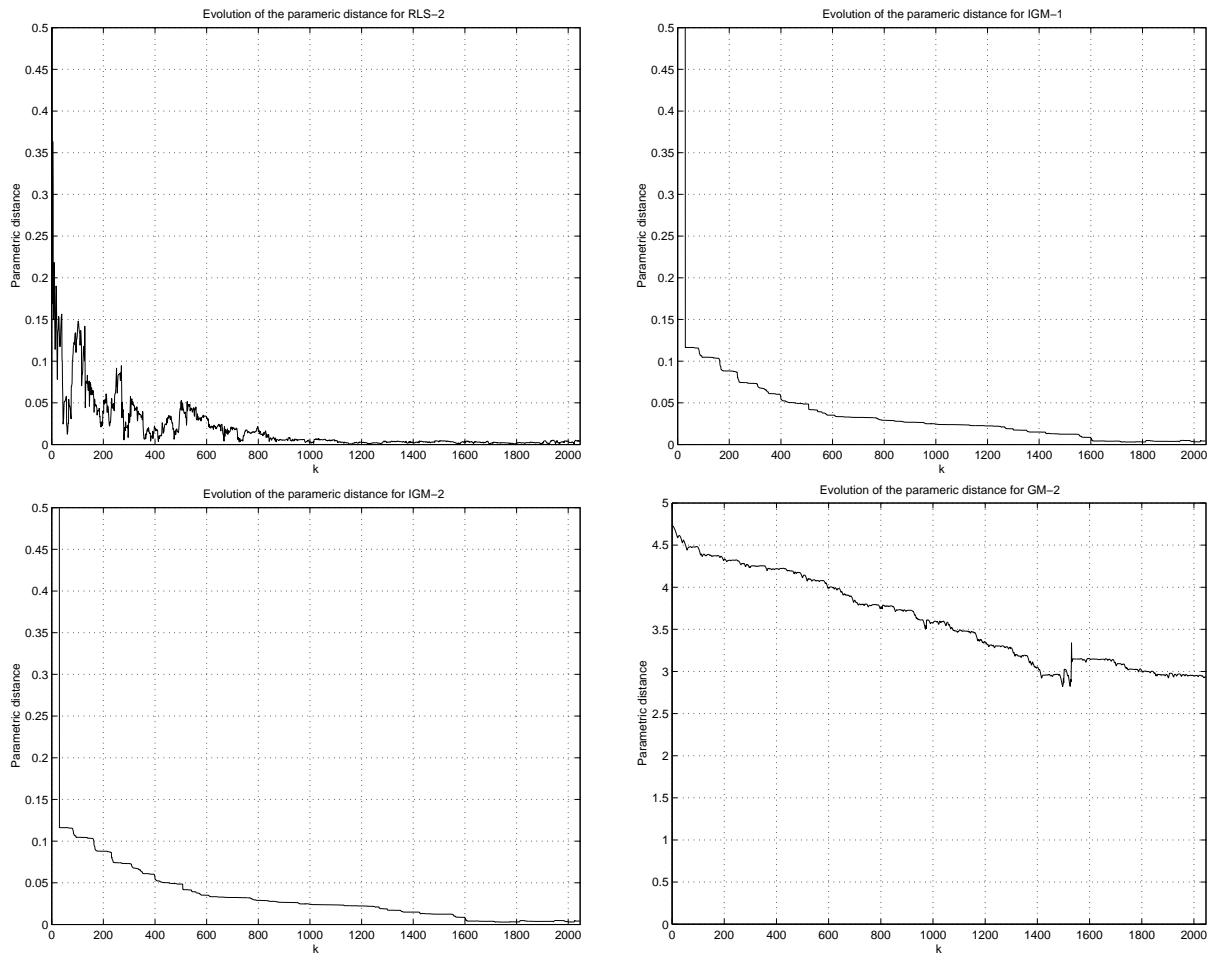 Evolution of the parameric distance for RLS−2
0.5
0.45
0.4
0.35
0.3
0.25
0.2
0.15
0.1
0.05
0
Parametric distance
0 200 400 600 800 1000 1200 1400 1600 1800 2000
k
Evolution of the parameric distance for IGM−1
0.5
0.45
0.4
0.35
0.3
0.25
0.2
0.15
0.1
0.05
0
Parametric distance
0 200 400 600 800 1000 1200 1400 1600 1800 2000
k
Evolution of the parameric distance for IGM−2
0.5
0.45
0.4
0.35
0.3
0.25
0.2
0.15
0.1
0.05
0
Parametric distance
0 200 400 600 800 1000 1200 1400 1600 1800 2000
k
Evolution of the parameric distance for GM−2
5
4.5
4
3.5
3
2.5
2
1.5
1
0.5
0
Parametric distance
0 200 400 600 800 1000 1200 1400 1600 1800 2000
k